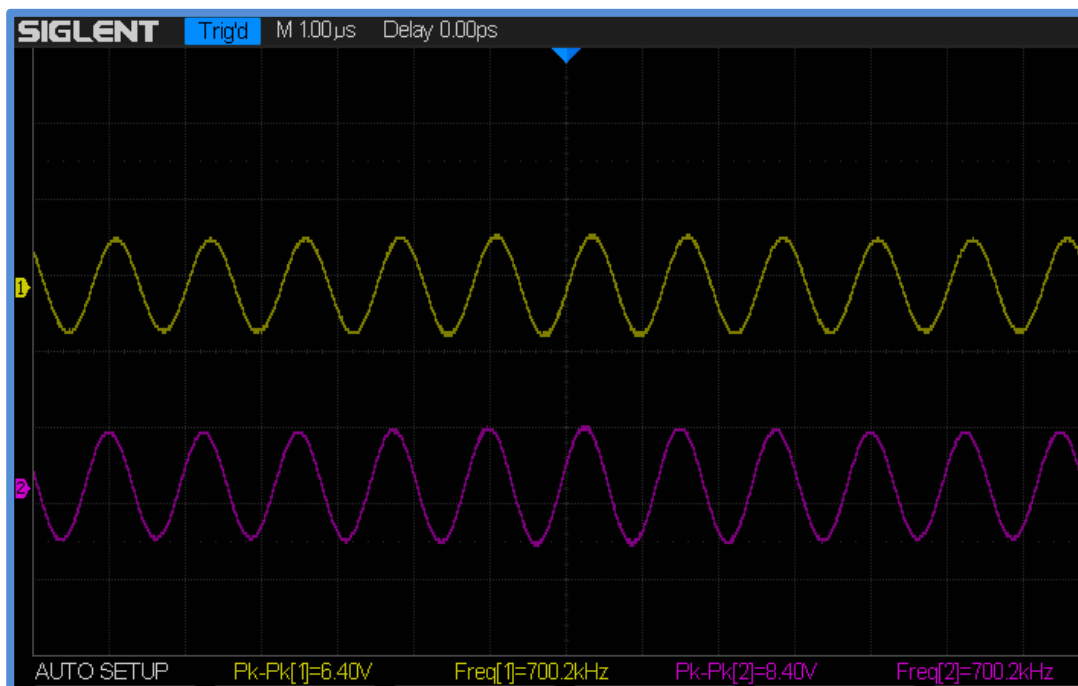 SIGLENT Trig'd M 1.00µs Delay 0.00ps
1
2
AUTO SETUP Pk-Pk[1]=6.40V Freq[1]=700.2kHz Pk-Pk[2]=8.40V Freq[2]=700.2kHz